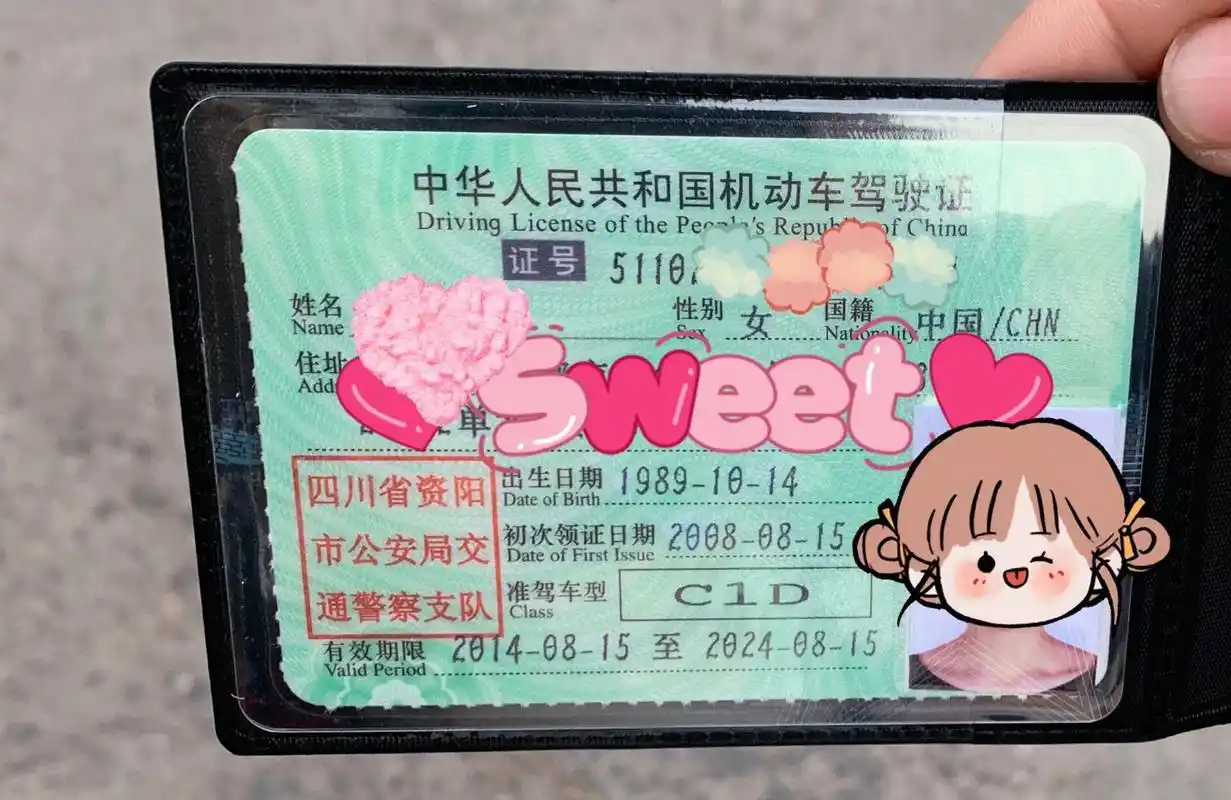 中华人民共和国机动车驾驶证
Driving License of the People's Republic of China
证号 5110
姓名 性别 女 国籍 中国/CHN
Name Sex Nationality
住址
Add
sweet
单
四川省资阳
市公安局交
通警察支队
出生日期 1989-10-14
Date of Birth
初次领证日期 2008-08-15
Date of First Issue
准驾车型 C1D
Class
有效期限 2014-08-15 至 2024-08-15
Valid Period